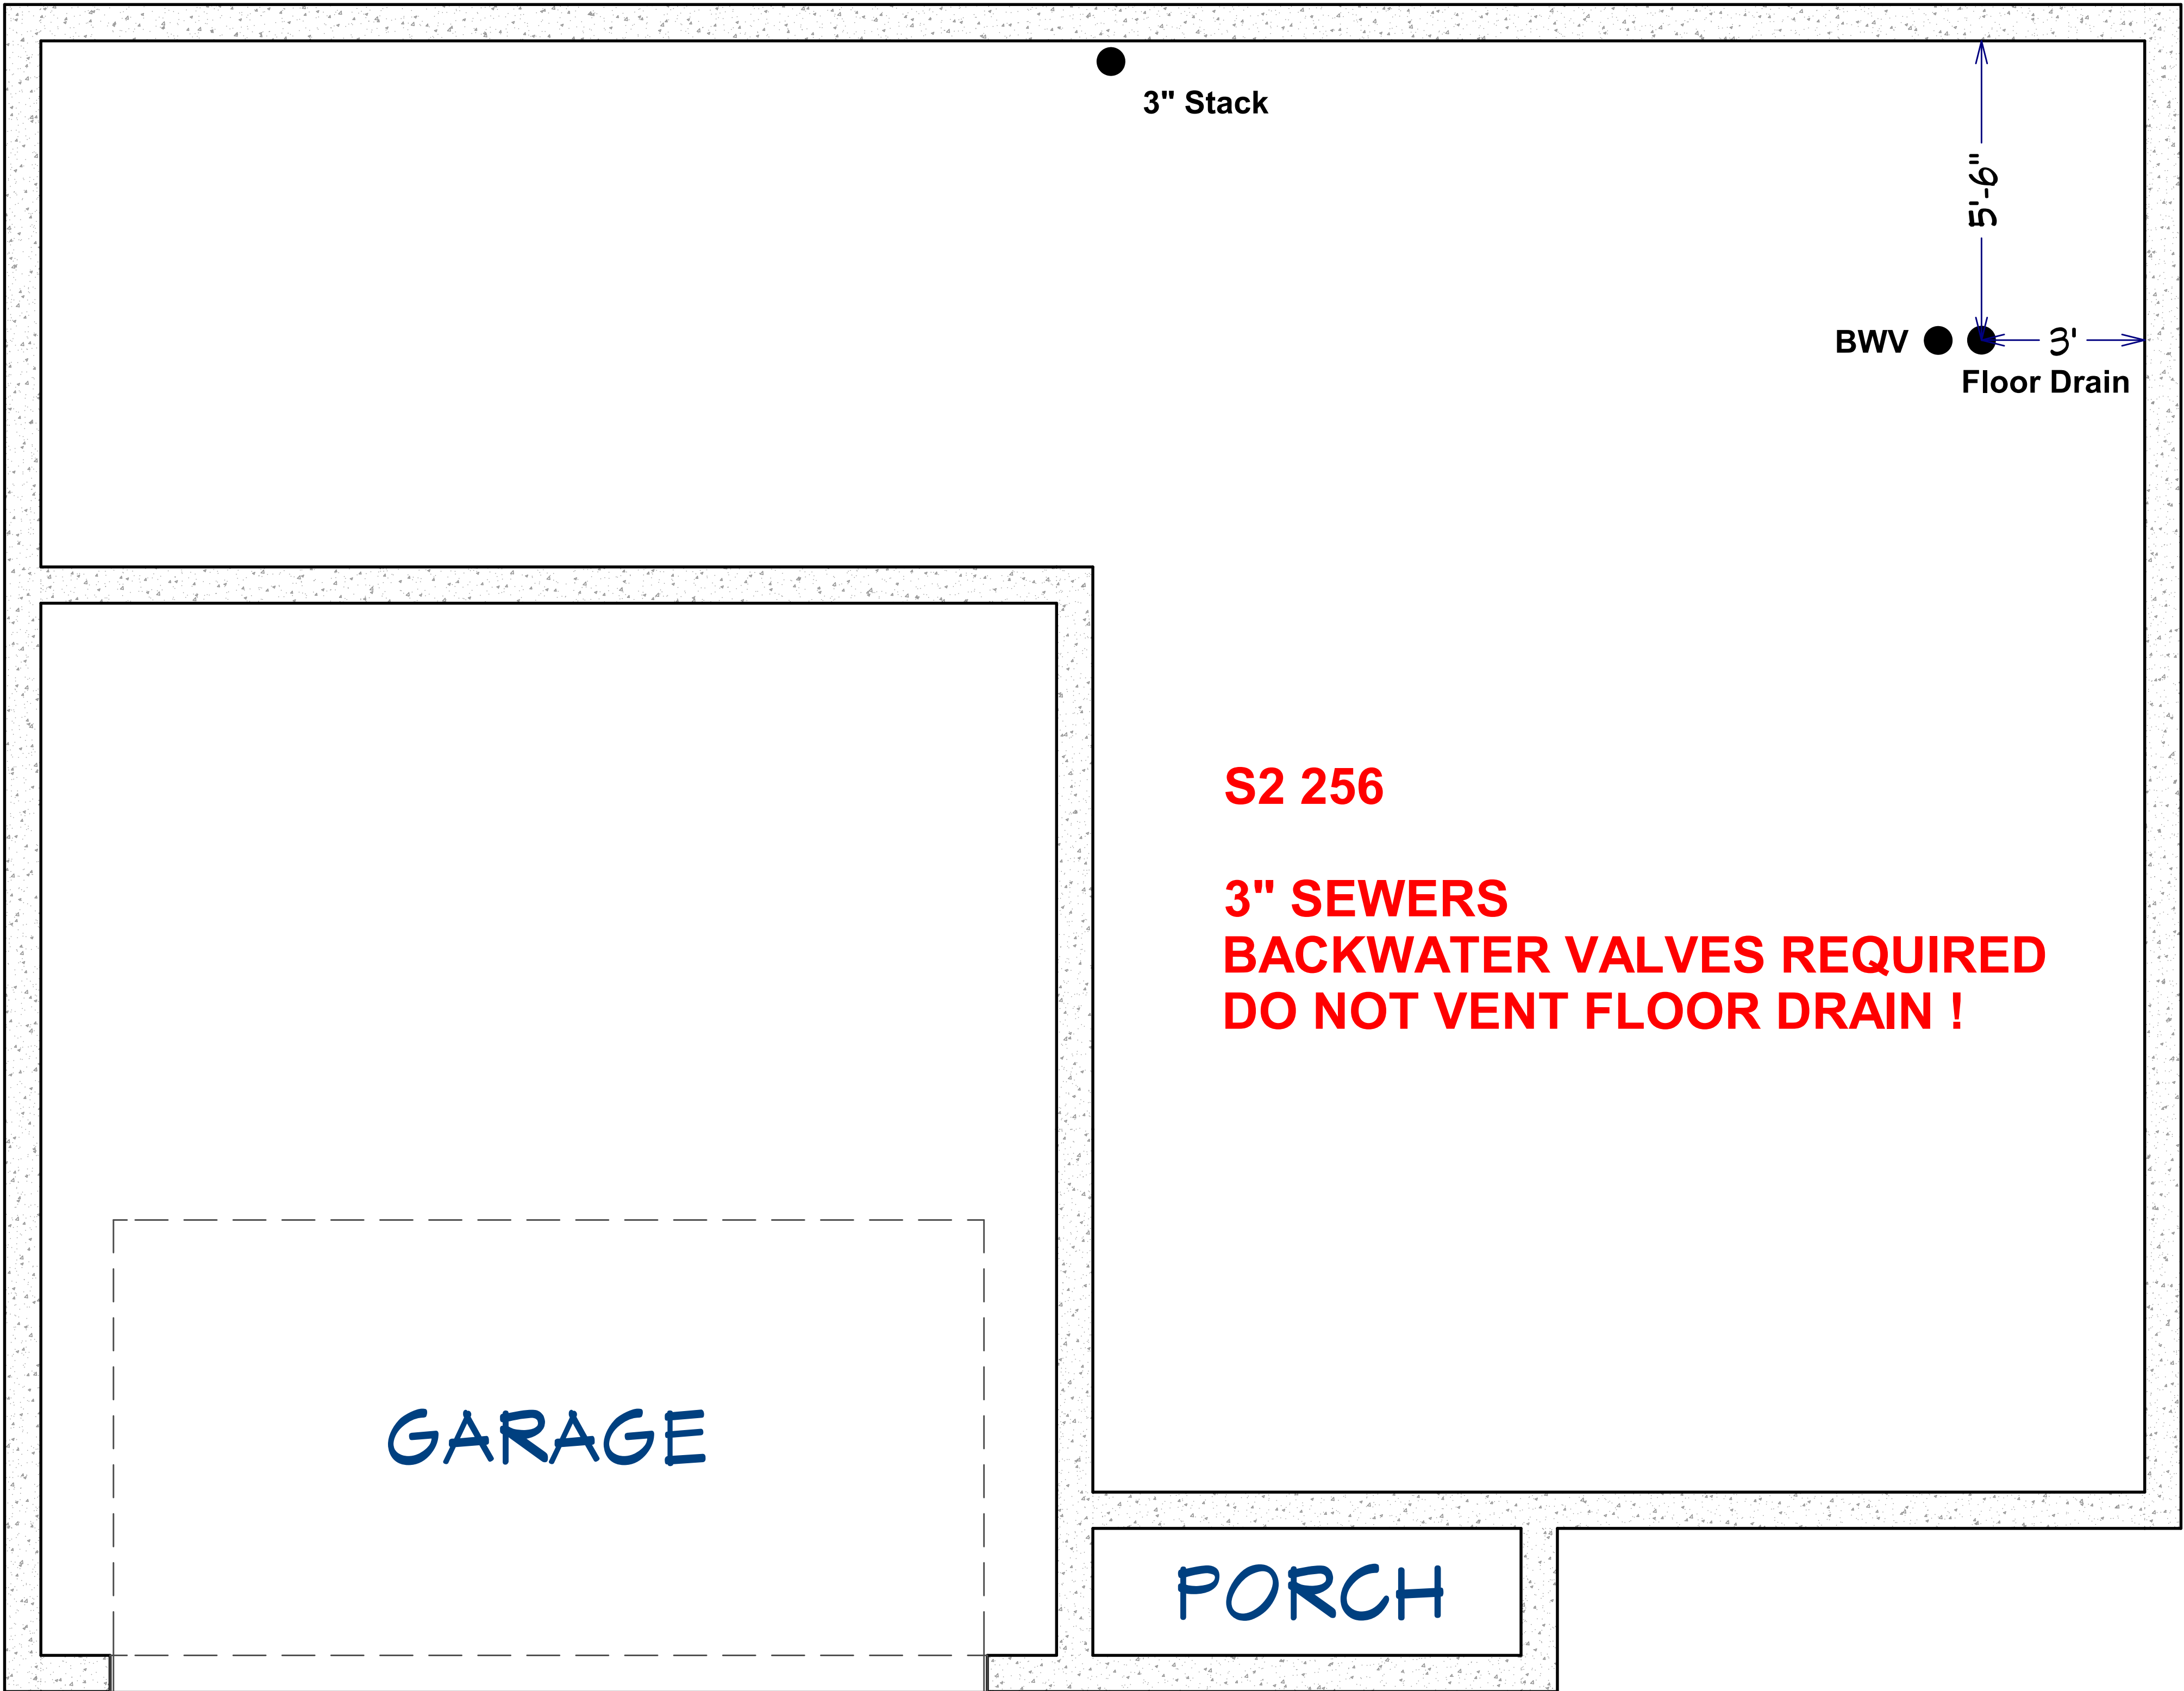 3" Stack
5'-6"
BWV
3'
Floor Drain
S2 256
3" SEWERS
BACKWATER VALVES REQUIRED
DO NOT VENT FLOOR DRAIN !
GARAGE
PORCH